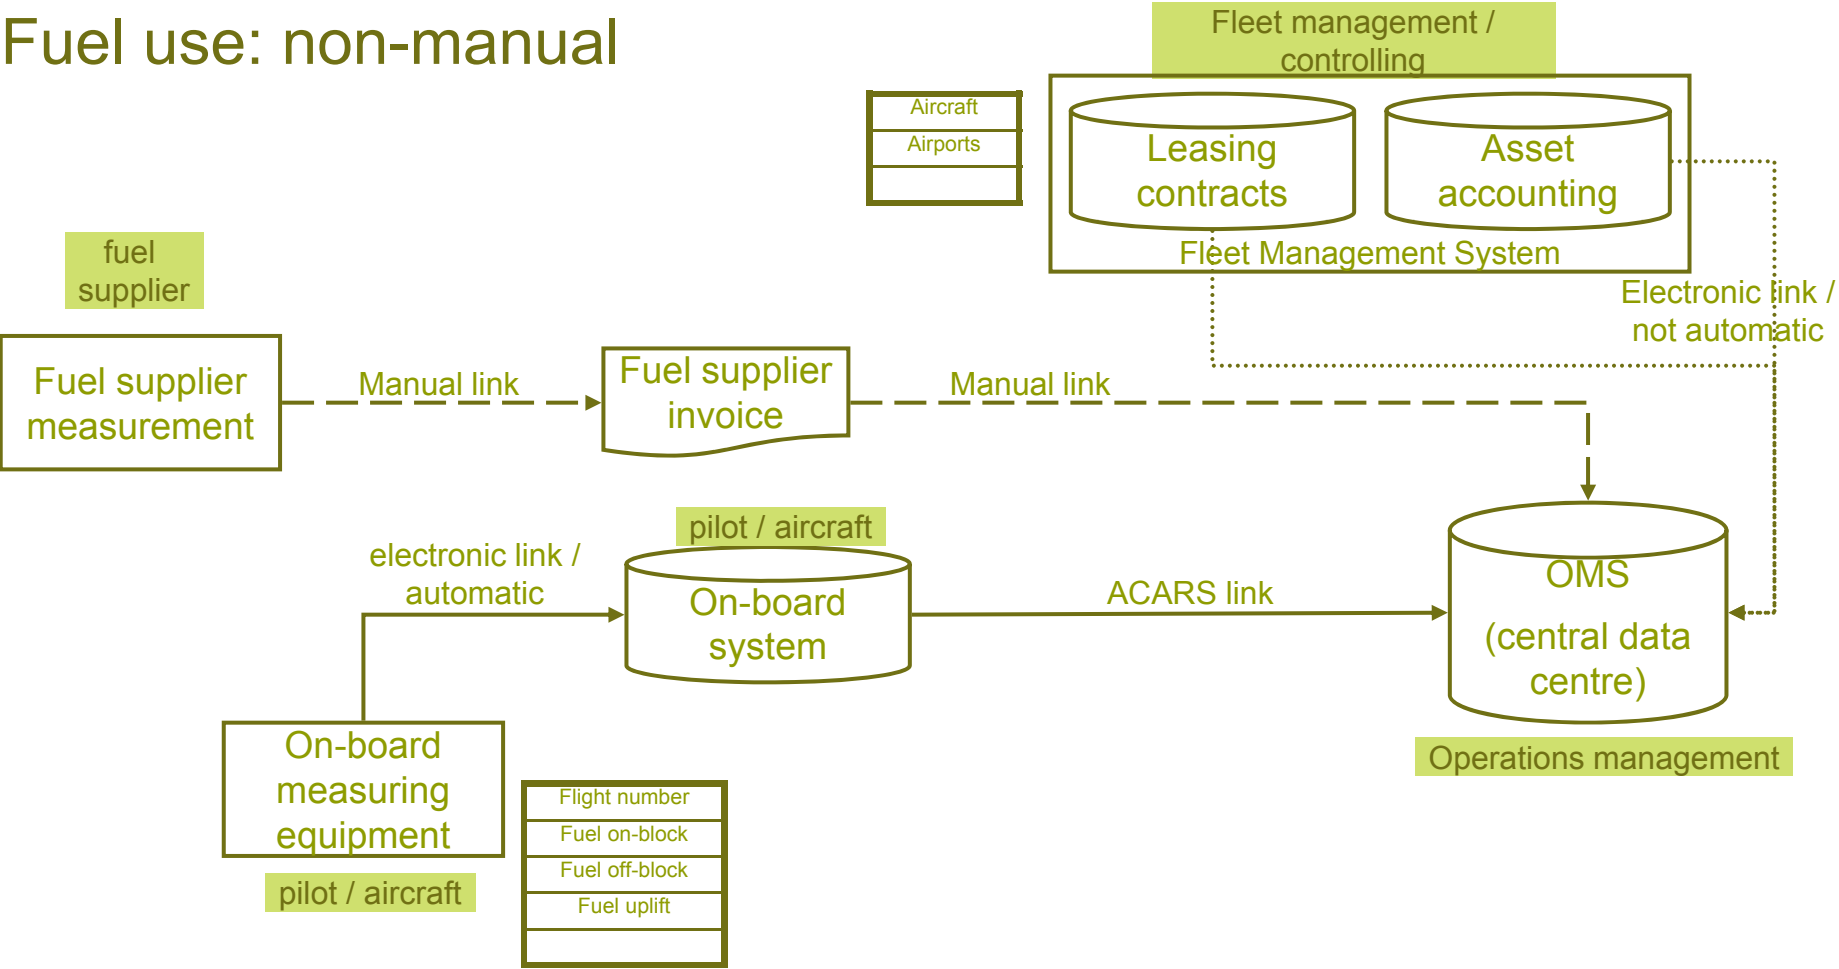 Fuel use: non-manual
Fleet management /
controlling
Aircraft
Airports
Leasing
contracts
Asset
accounting
Fleet Management System
Electronic link /
not automatic
fuel
supplier
Fuel supplier
measurement
Manual link
Fuel supplier
invoice
Manual link
pilot / aircraft
electronic link /
automatic
On-board
system
ACARS link
OMS
(central data
centre)
Operations management
On-board
measuring
equipment
pilot / aircraft
Flight number
Fuel on-block
Fuel off-block
Fuel uplift